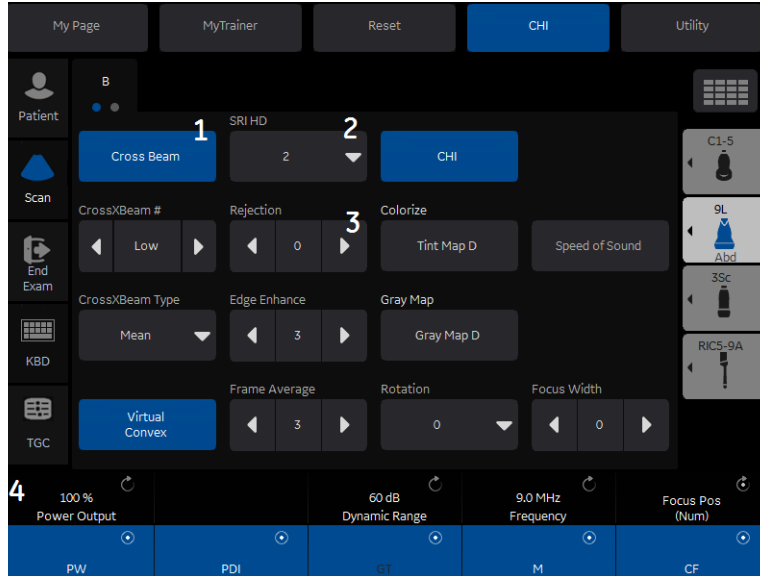 My Page
MyTrainer
Reset
CHI
Utility
Patient
B
Scan
End
Exam
KBD
TGC
1
SRI HD
2
Cross Beam
2
CHI
CrossXBeam #
Rejection
3
Colorize
Low
0
Tint Map D
Speed of Sound
CrossXBeam Type
Edge Enhance
Gray Map
Mean
3
Gray Map D
Frame Average
Rotation
Focus Width
Virtual
Convex
3
0
0
C1-5
9L
Abd
3Sc
RIC5-9A
4
100 %
Power Output
60 dB
Dynamic Range
9.0 MHz
Frequency
Focus Pos
(Num)
PW
PDI
GT
M
CF